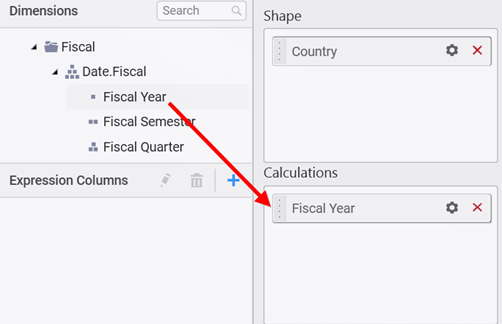 Dimensions
Search
Fiscal
Date.Fiscal
Fiscal Year
Fiscal Semester
Fiscal Quarter
Expression Columns
Shape
Country
Calculations
Fiscal Year